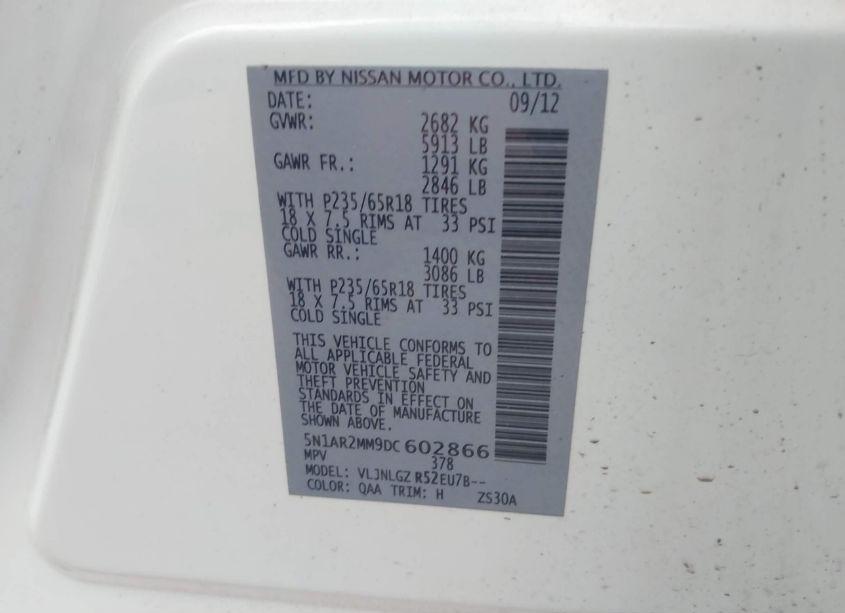 MFD BY NISSAN MOTOR CO., LTD.
DATE: 09/12
GVWR: 2682 KG
5913 LB
GAWR FR.: 1291 KG
2846 LB
WITH P235/65R18 TIRES
18 X 7.5 RIMS AT 33 PSI
COLD SINGLE
GAWR RR.: 1400 KG
3086 LB
WITH P235/65R18 TIRES
18 X 7.5 RIMS AT 33 PSI
COLD SINGLE
THIS VEHICLE CONFORMS TO
ALL APPLICABLE FEDERAL
MOTOR VEHICLE SAFETY AND
THEFT PREVENTION
STANDARDS IN EFFECT ON
THE DATE OF MANUFACTURE
SHOWN ABOVE.
5N1AR2MM9DC602866
MPV 378
MODEL: VLJNLGZ R52EU7B--
COLOR: QAA TRIM: H ZS30A